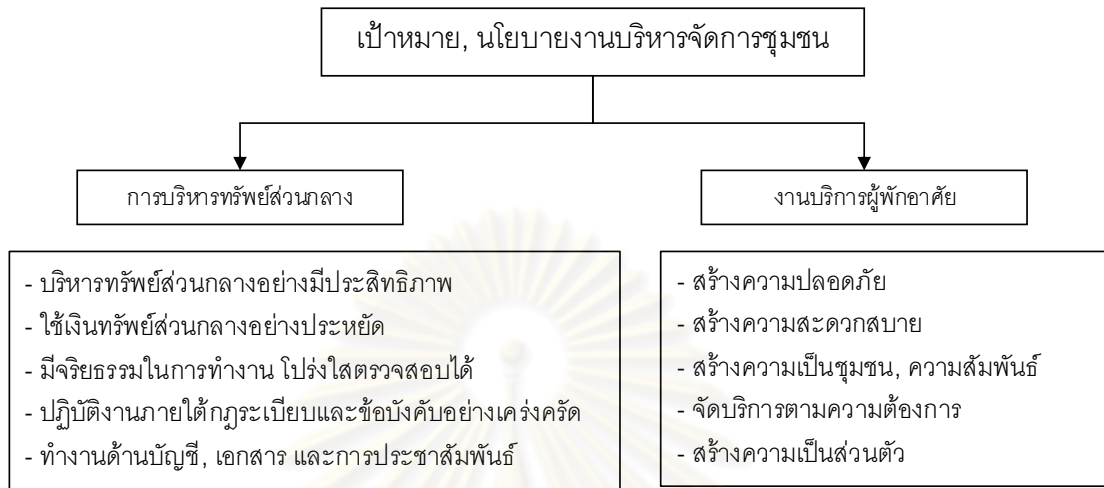 เป้าหมาย, นโยบายงานบริหารจัดการชุมชน
การบริหารทรัพย์ส่วนกลาง
งานบริการผู้พักอาศัย
- บริหารทรัพย์ส่วนกลางอย่างมีประสิทธิภาพ
- ใช้เงินทรัพย์ส่วนกลางอย่างประหยัด
- มีจริยธรรมในการทำงาน โปร่งใสตรวจสอบได้
- ปฏิบัติงานภายใต้กฎระเบียบและข้อบังคับอย่างเคร่งครัด
- ทำงานด้านบัญชี, เอกสาร และการประชาสัมพันธ์
- สร้างความปลอดภัย
- สร้างความสะดวกสบาย
- สร้างความเป็นชุมชน, ความสัมพันธ์
- จัดบริการตามความต้องการ
- สร้างความเป็นส่วนตัว